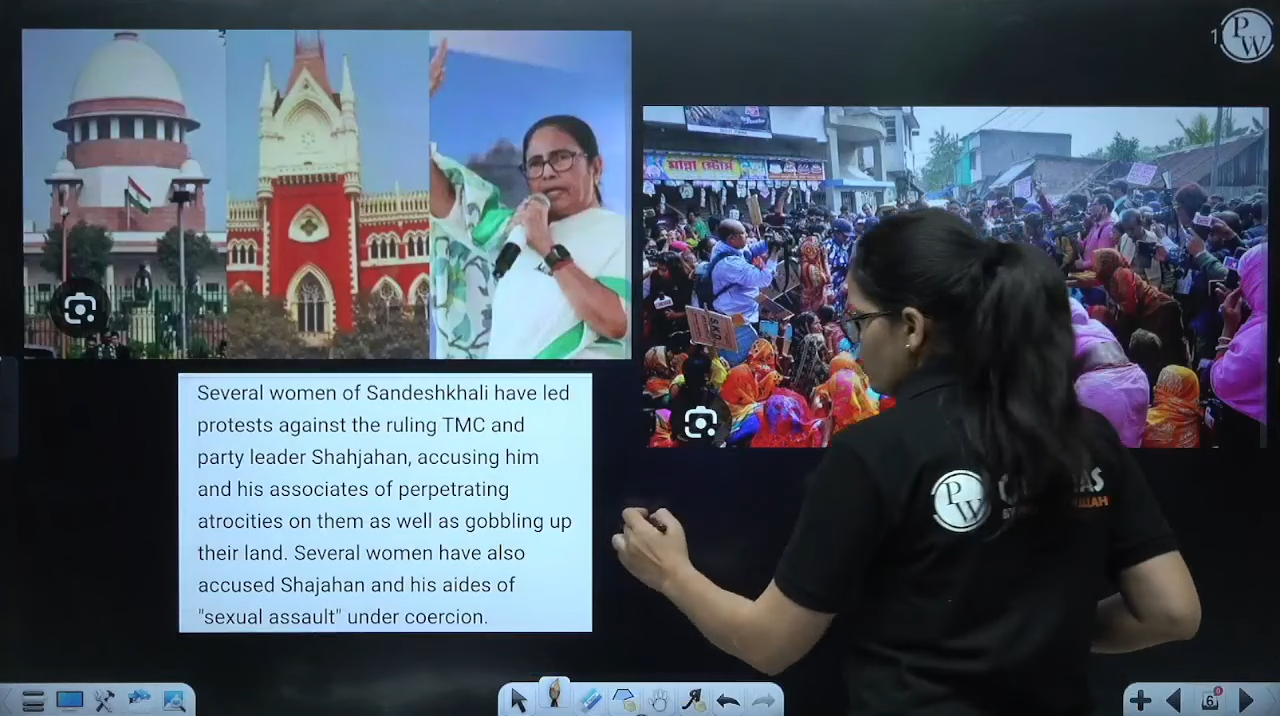 PW
মান্না স্টোর্স
Several women of Sandeshkhali have led
protests against the ruling TMC and
party leader Shahjahan, accusing him
and his associates of perpetrating
atrocities on them as well as gobbling up
their land. Several women have also
accused Shajahan and his aides of
"sexual assault" under coercion.
PW
6